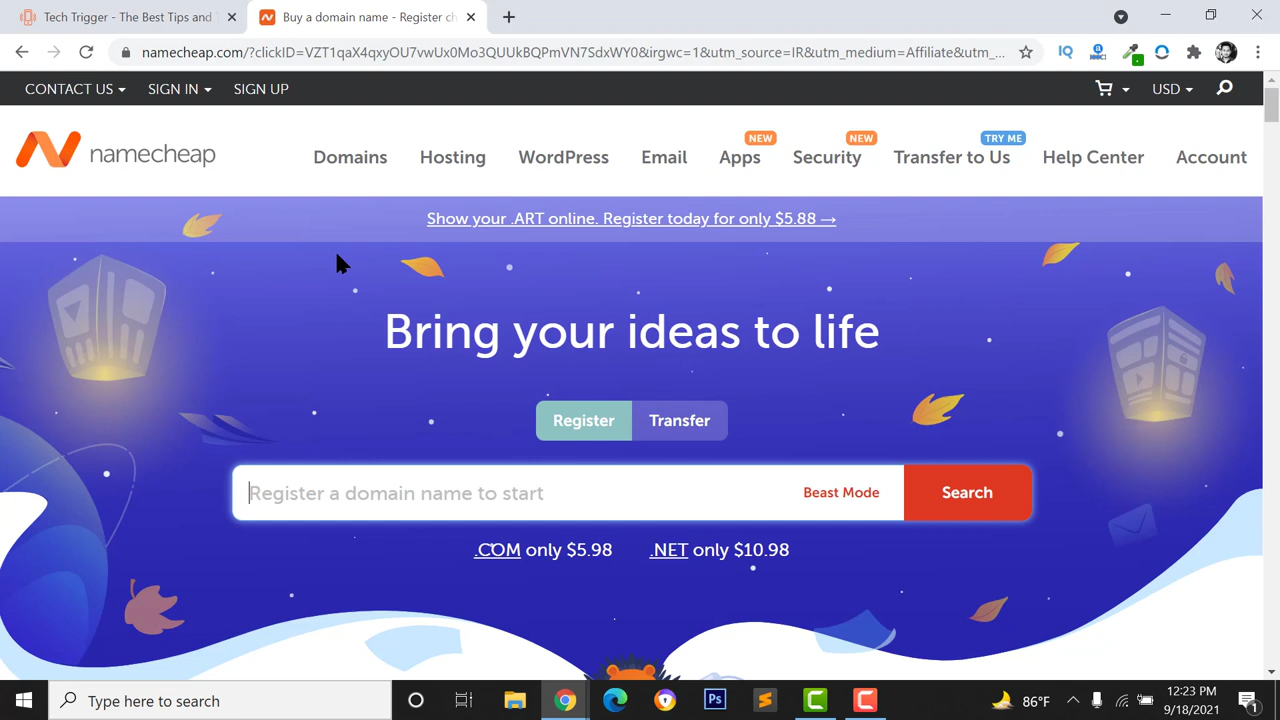 Tech Trigger - The Best Tips and
Buy a domain name - Register ch
namecheap.com/?clickID=VZT1qaX4qxyOU7vwUx0Mo3QUUkBQPmVN7SdxWY0&irgwc=1&utm_source=IR&utm_medium=Affiliate&utm_...
IQ
CONTACT US SIGN IN SIGN UP
USD
NEW NEW TRY ME
namecheap Domains Hosting WordPress Email Apps Security Transfer to Us Help Center Account
Show your .ART online. Register today for only $5.88 →
Bring your ideas to life
Register Transfer
Register a domain name to start Beast Mode Search
.COM only $5.98 .NET only $10.98
Type here to search
Ps
86°F
12:23 PM
9/18/2021
1